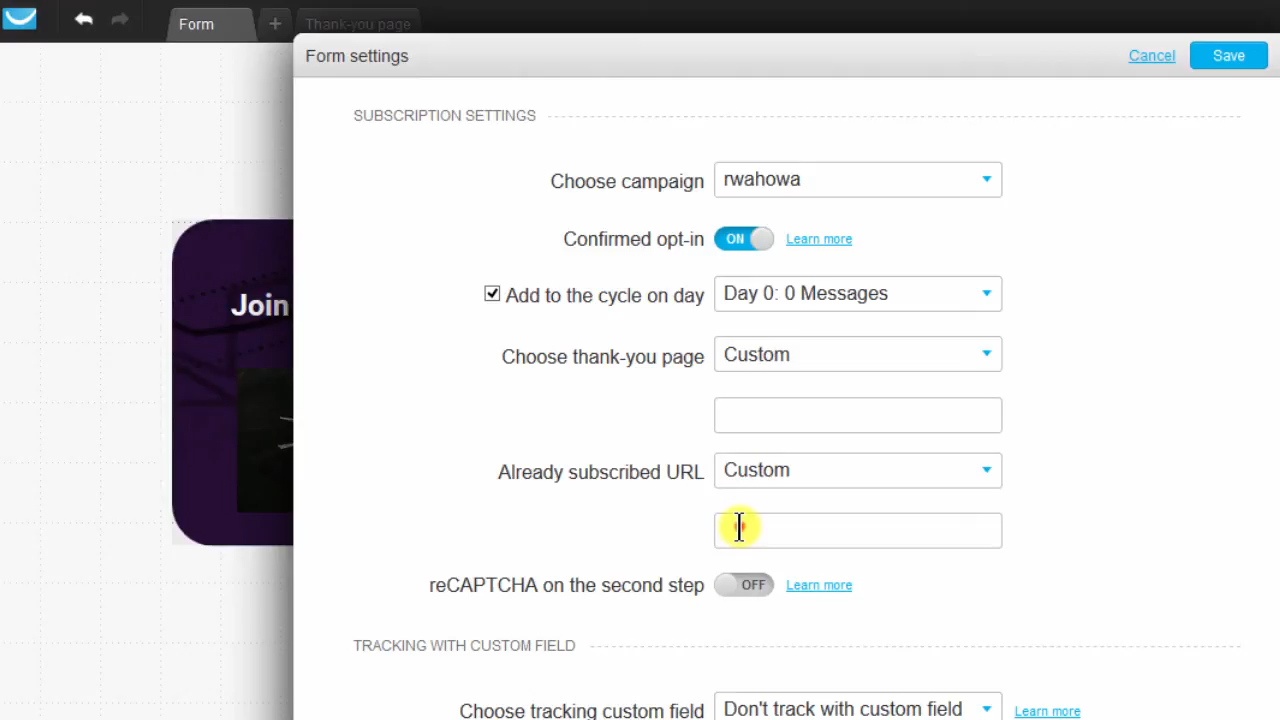 Form + Thank-you page
Form settings Cancel Save
SUBSCRIPTION SETTINGS
Choose campaign rwahowa
Confirmed opt-in ON Learn more
Add to the cycle on day Day 0: 0 Messages
Join
Choose thank-you page Custom
Already subscribed URL Custom
reCAPTCHA on the second step OFF Learn more
TRACKING WITH CUSTOM FIELD
Choose tracking custom field Don't track with custom field Learn more